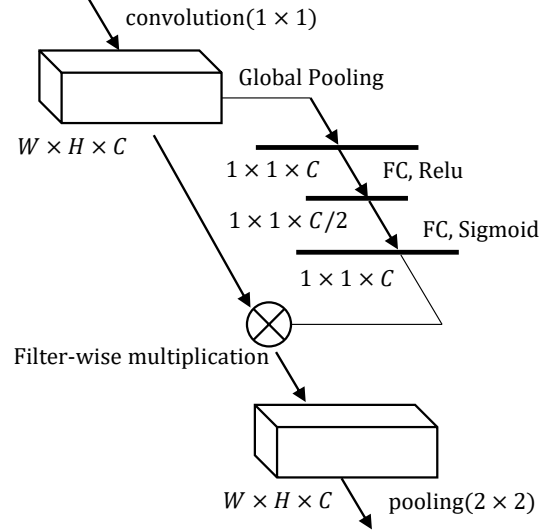 convolution(1 × 1)
Global Pooling
W × H × C
1 × 1 × C
FC, Relu
1 × 1 × C/2
FC, Sigmoid
1 × 1 × C
Filter-wise multiplication
W × H × C
pooling(2 × 2)